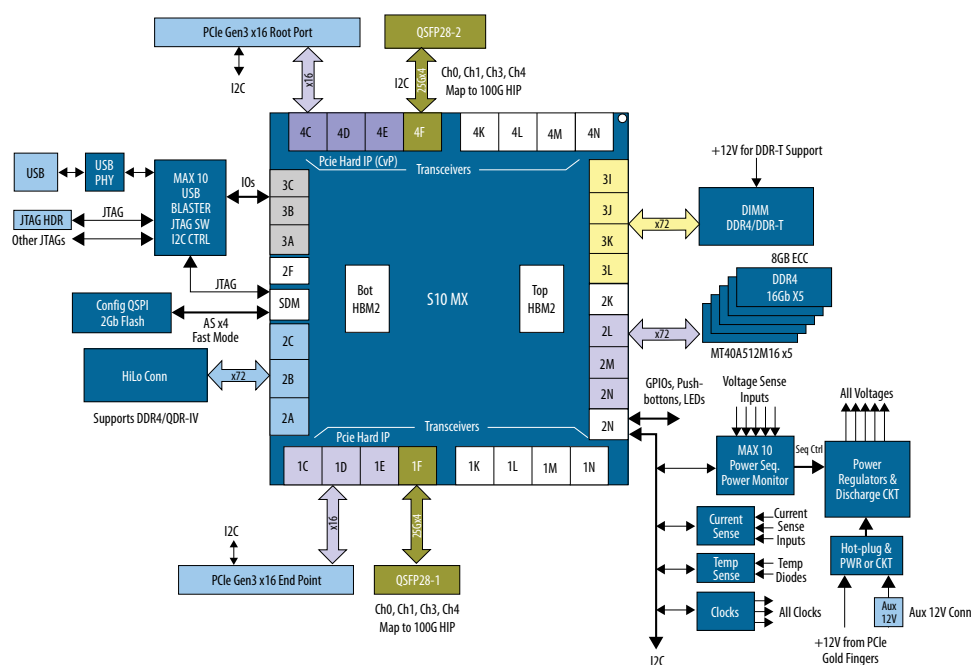 PCIe Gen3 x16 Root Port
QSFP28-2
I2C
x16
I2C
25Gx4
Ch0, Ch1, Ch3, Ch4
Map to 100G HIP
4C
4D
4E
4F
4K
4L
4M
4N
Pcie Hard IP (CvP)
Transceivers
+12V for DDR-T Support
USB
USB
PHY
MAX 10
USB
BLASTER
JTAG SW
I2C CTRL
IOs
JTAG HDR
JTAG
Other JTAGs
JTAG
3C
3B
3A
2F
SDM
2C
2B
2A
Config QSPI
2Gb Flash
AS x4
Fast Mode
HiLo Conn
x72
Supports DDR4/QDR-IV
Bot
HBM2
S10 MX
Top
HBM2
3I
3J
3K
3L
2K
2L
2M
2N
2N
x72
DIMM
DDR4/DDR-T
8GB ECC
DDR4
16Gb X5
x72
MT40A512M16 x5
GPIOs, Push-
bottons, LEDs
Voltage Sense
Inputs
All Voltages
MAX 10
Power Seq.
Power Monitor
Seq Ctrl
Power
Regulators &
Discharge CKT
Current
Sense
Current
Sense
Inputs
Hot-plug &
PWR or CKT
Temp
Sense
Temp
Diodes
Clocks
All Clocks
Aux
12V
Aux 12V Conn
+12V from PCIe
Gold Fingers
I2C
Pcie Hard IP
Transceivers
1C
1D
1E
1F
1K
1L
1M
1N
x16
25Gx4
I2C
PCIe Gen3 x16 End Point
QSFP28-1
Ch0, Ch1, Ch3, Ch4
Map to 100G HIP